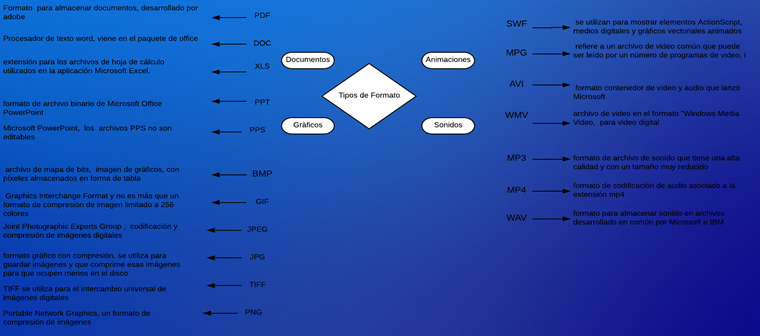 Formato para almacenar documentos, desarrollado por
adobe
PDF
Procesador de texto word, viene en el paquete de office
DOC
extensión para los archivos de hoja de cálculo
utilizados en la aplicación Microsoft Excel.
XLS
formato de archivo binario de Microsoft Office
PowerPoint
PPT
Microsoft PowerPoint, los archivos PPS no son
editables
PPS
archivo de mapa de bits, imagen de gráficos, con
pixeles almacenados en forma de tabla
BMP
Graphics Interchange Format y no es más que un
formato de compresión de imagen limitado a 256
colores
GIF
Joint Photographic Experts Group , codificación y
compresión de imágenes digitales
JPEG
formato gráfico con compresión, se utiliza para
guardar imágenes y que comprime esas imágenes
para que ocupen menos en el disco
JPG
TIFF se utiliza para el intercambio universal de
imágenes digitales
TIFF
Portable Network Graphics, un formato de
compresión de imágenes
PNG
Documentos
Animaciones
Tipos de Formato
Gràficos
Sonidos
SWF
se utilizan para mostrar elementos ActionScript,
medios digitales y gráficos vectoriales animados
MPG
refiere a un archivo de video común que puede
ser leído por un número de programas de video, i
AVI
formato contenedor de vídeo y audio que lanzó
Microsoft
WMV
archivo de video en el formato "Windows Media
Video, para video digital
MP3
formato de archivo de sonido que tiene una alta
calidad y con un tamaño muy reducido
MP4
formato de codificación de audio asociado a la
extensión mp4
WAV
formato para almacenar sonido en archivos
desarrollado en común por Microsoft e IBM